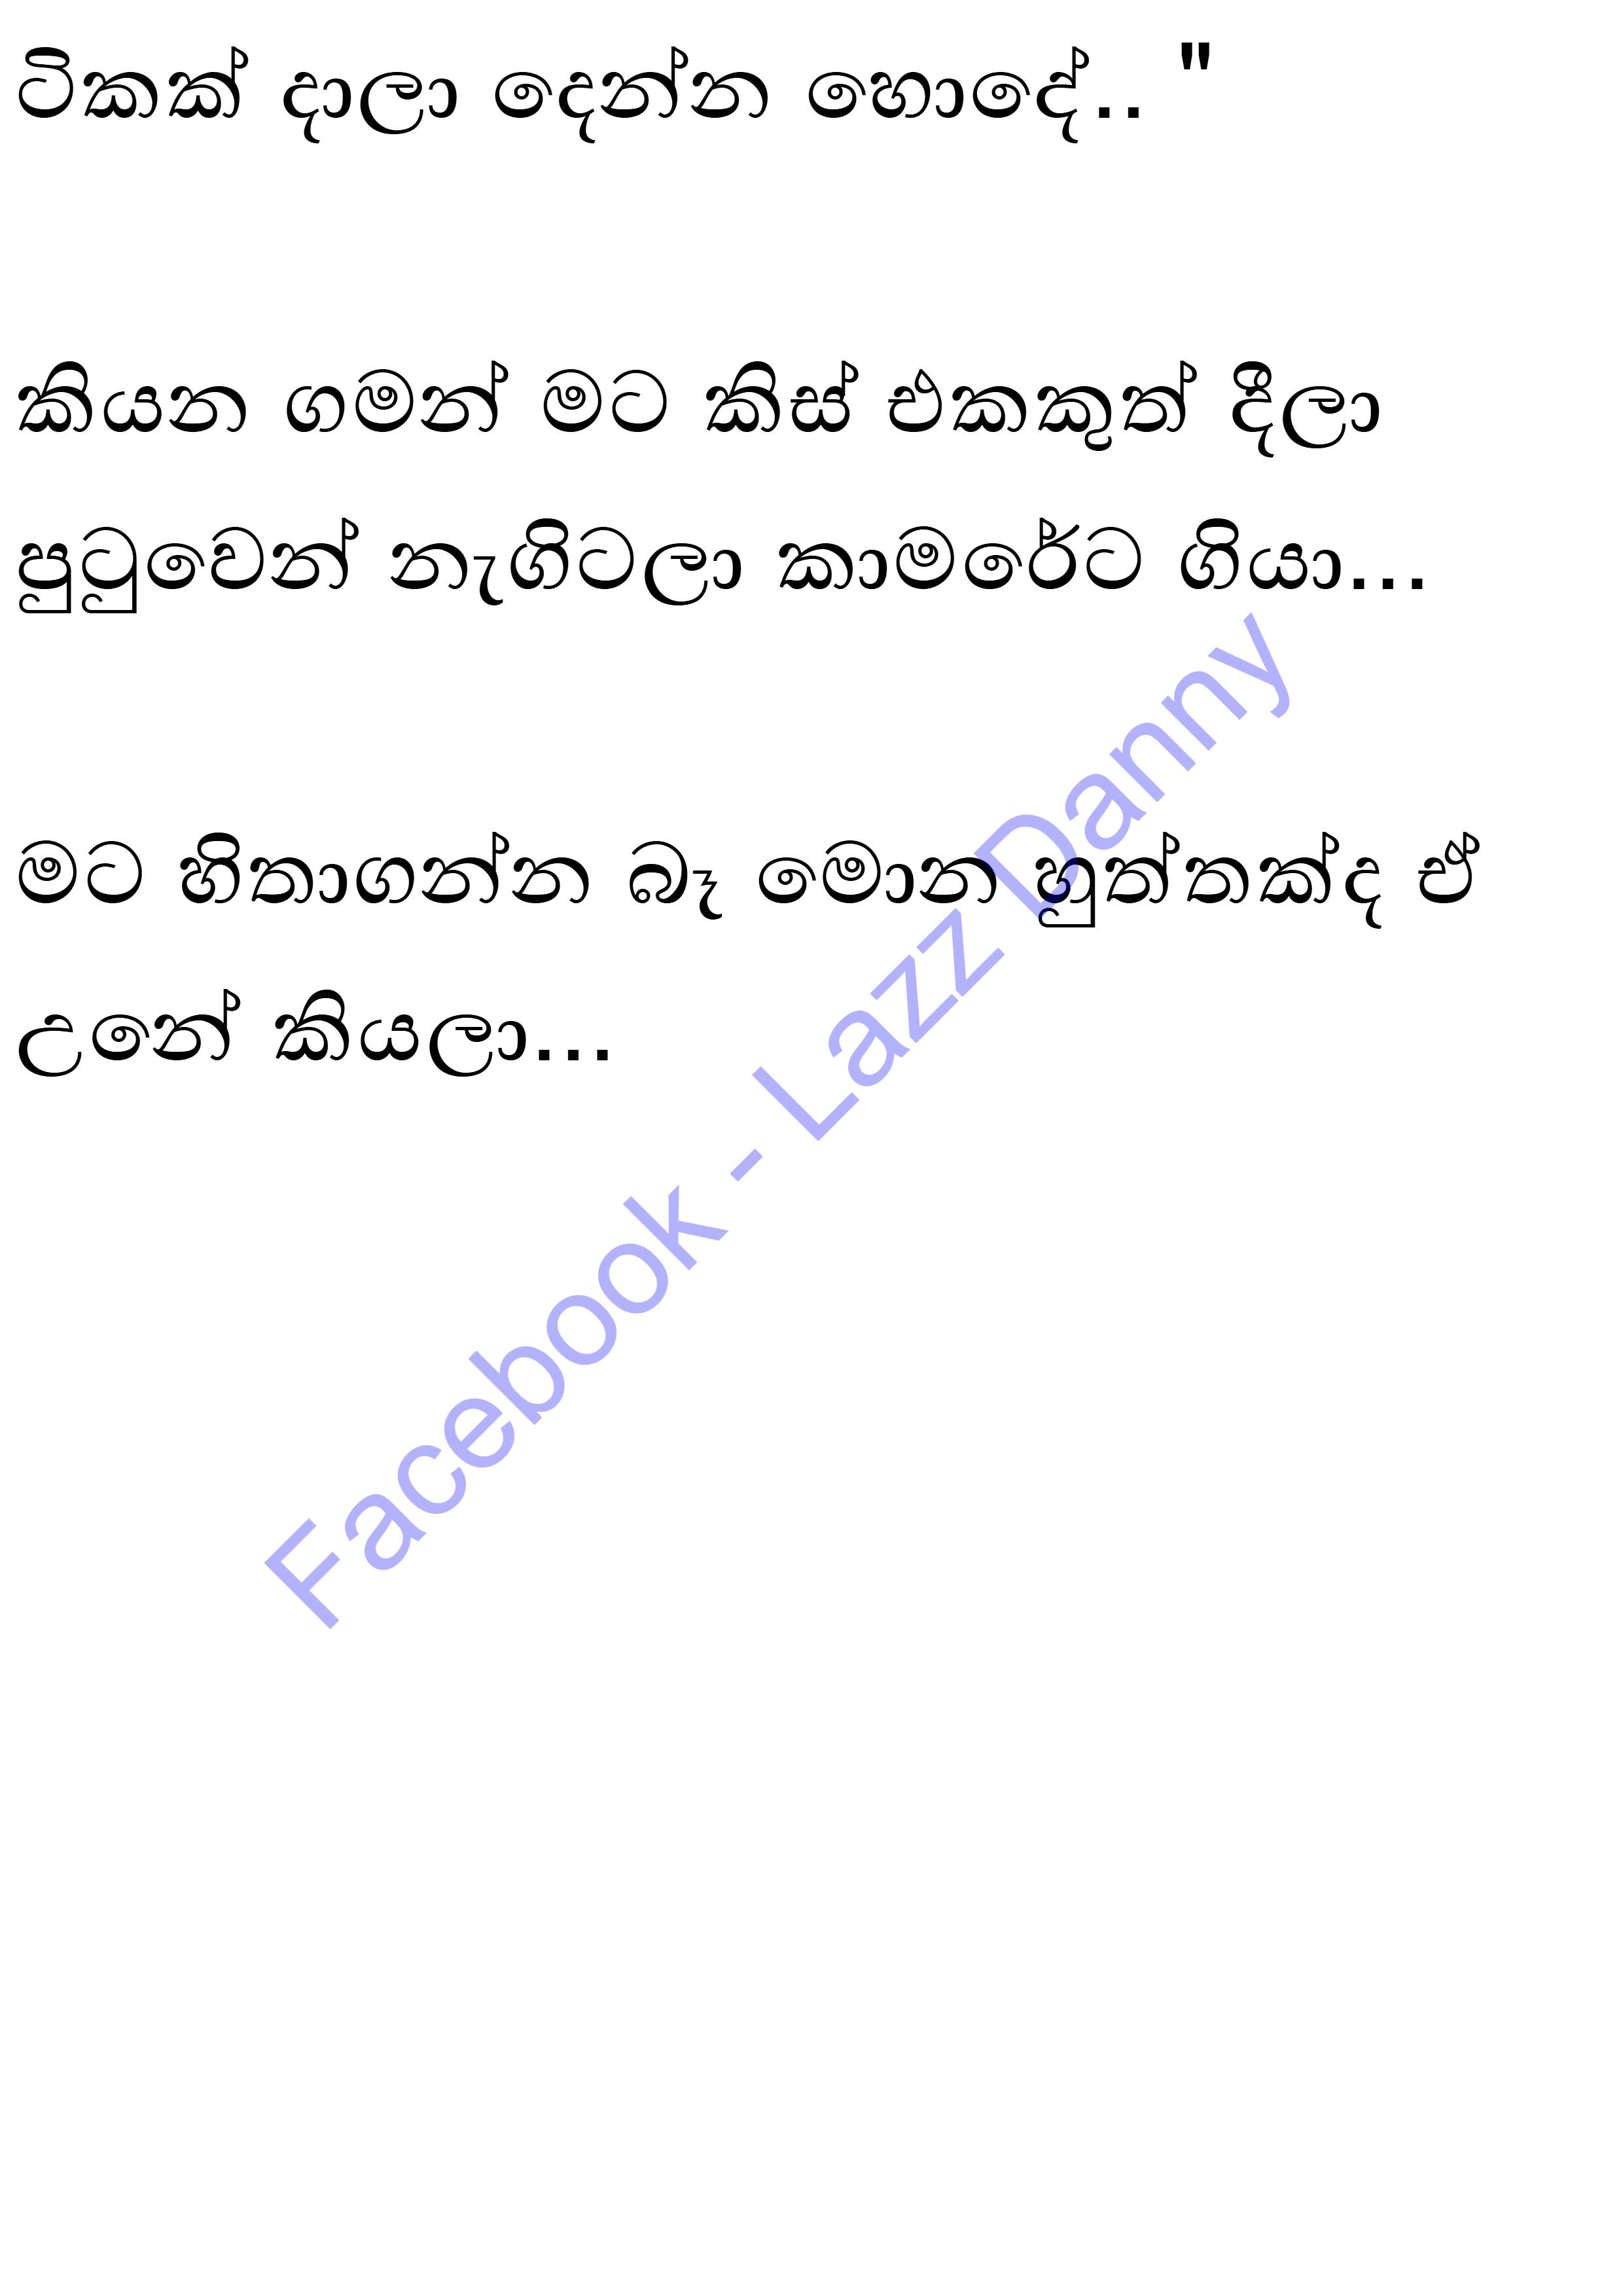 ටිකක් දාලා දෙන්න හොදේ.. "
කියන ගමන් මට කිස් එකකුත් දීලා
පුටුවෙන් නැගිටලා කාමරේට ගියා...
මට හිතාගන්න බෑ මොන හුත්තක්ද ඒ
උනේ කියලා...
Facebook - Lazz Danny